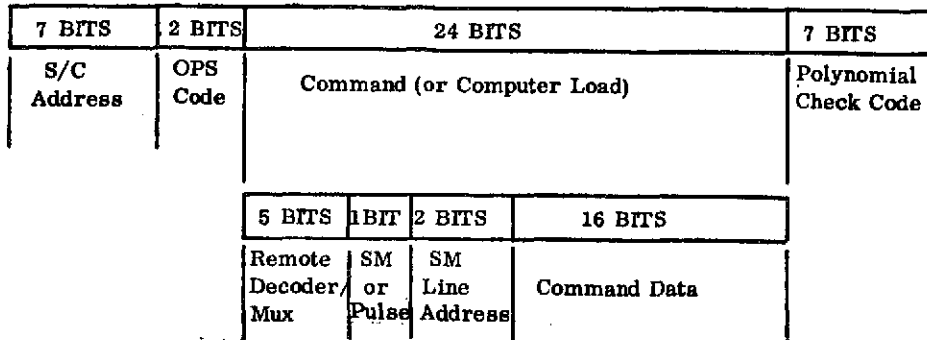 7 BITS 2 BITS 24 BITS 7 BITS
S/C Address OPS Code Command (or Computer Load) Polynomial Check Code
5 BITS 1BIT 2 BITS 16 BITS
Remote Decoder/ Mux SM or Pulse SM Line Address Command Data